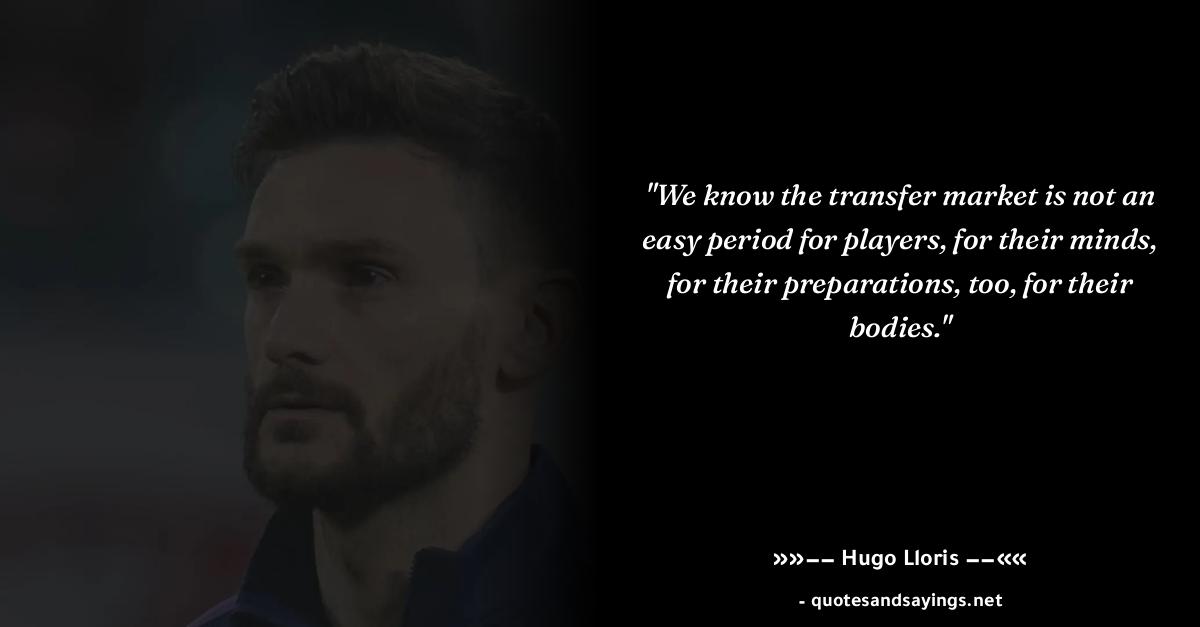 "We know the transfer market is not an
easy period for players, for their minds,
for their preparations, too, for their
bodies."
»»–– Hugo Lloris ––««
- quotesandsayings.net